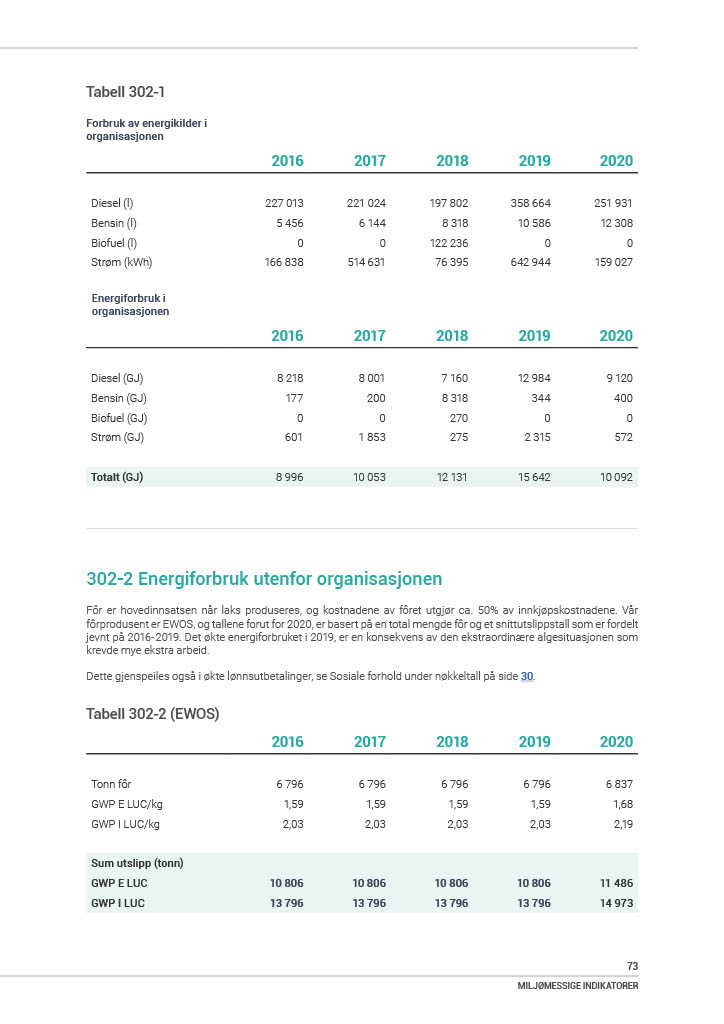 Tabell 302-1
Forbruk av energikilder i
organisasjonen
2016 2017 2018 2019 2020
Diesel (l) 227 013 221 024 197 802 358 664 251 931
Bensin (l) 5 456 6 144 8 318 10 586 12 308
Biofuel (l) 0 0 122 236 0 0
Strøm (kWh) 166 838 514 631 76 395 642 944 159 027
Energiforbruk i
organisasjonen
2016 2017 2018 2019 2020
Diesel (GJ) 8 218 8 001 7 160 12 984 9 120
Bensin (GJ) 177 200 8 318 344 400
Biofuel (GJ) 0 0 270 0 0
Strøm (GJ) 601 1 853 275 2 315 572
Totalt (GJ) 8 996 10 053 12 131 15 642 10 092
302-2 Energiforbruk utenfor organisasjonen
Fôr er hovedinnsatsen når laks produseres, og kostnadene av fôret utgjør ca. 50% av innkjøpskostnadene. Vår
fôrprodusent er EWOS, og tallene forut for 2020, er basert på en total mengde fôr og et snittutslippstall som er fordelt
jevnt på 2016-2019. Det økte energiforbruket i 2019, er en konsekvens av den ekstraordinære algesituasjonen som
krevde mye ekstra arbeid.
Dette gjenspeiles også i økte lønnsutbetalinger, se Sosiale forhold under nøkkeltall på side 30.
Tabell 302-2 (EWOS)
2016 2017 2018 2019 2020
Tonn fôr 6 796 6 796 6 796 6 796 6 837
GWP E LUC/kg 1,59 1,59 1,59 1,59 1,68
GWP I LUC/kg 2,03 2,03 2,03 2,03 2,19
Sum utslipp (tonn)
GWP E LUC 10 806 10 806 10 806 10 806 11 486
GWP I LUC 13 796 13 796 13 796 13 796 14 973
73
MILJØMESSIGE INDIKATORER